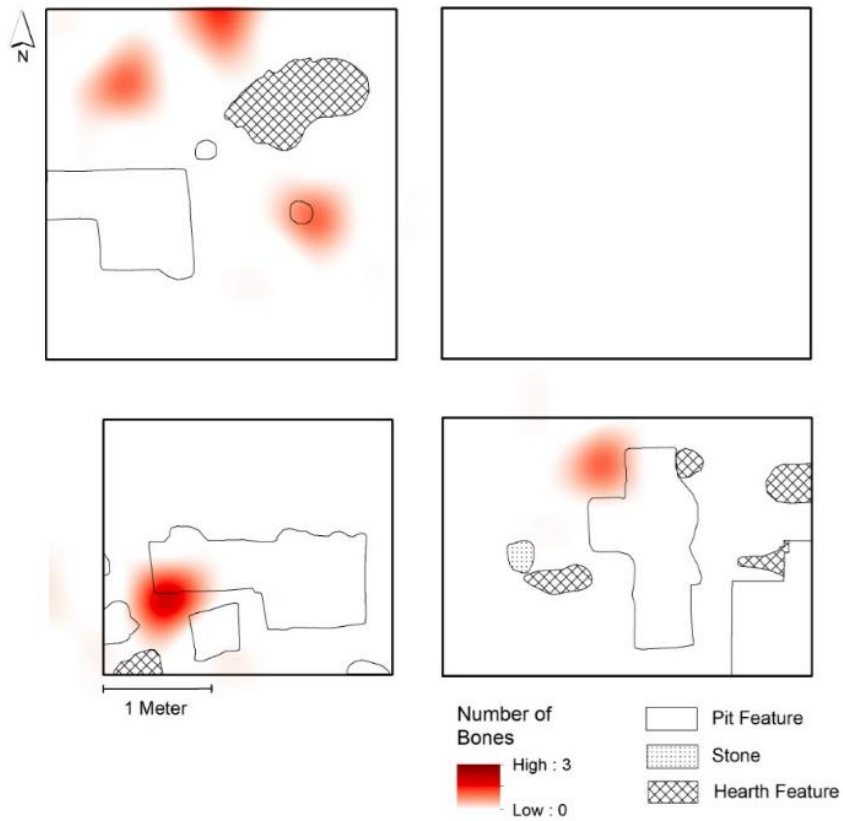 N
1 Meter
Number of
Bones
High : 3
Low : 0
Pit Feature
Stone
Hearth Feature